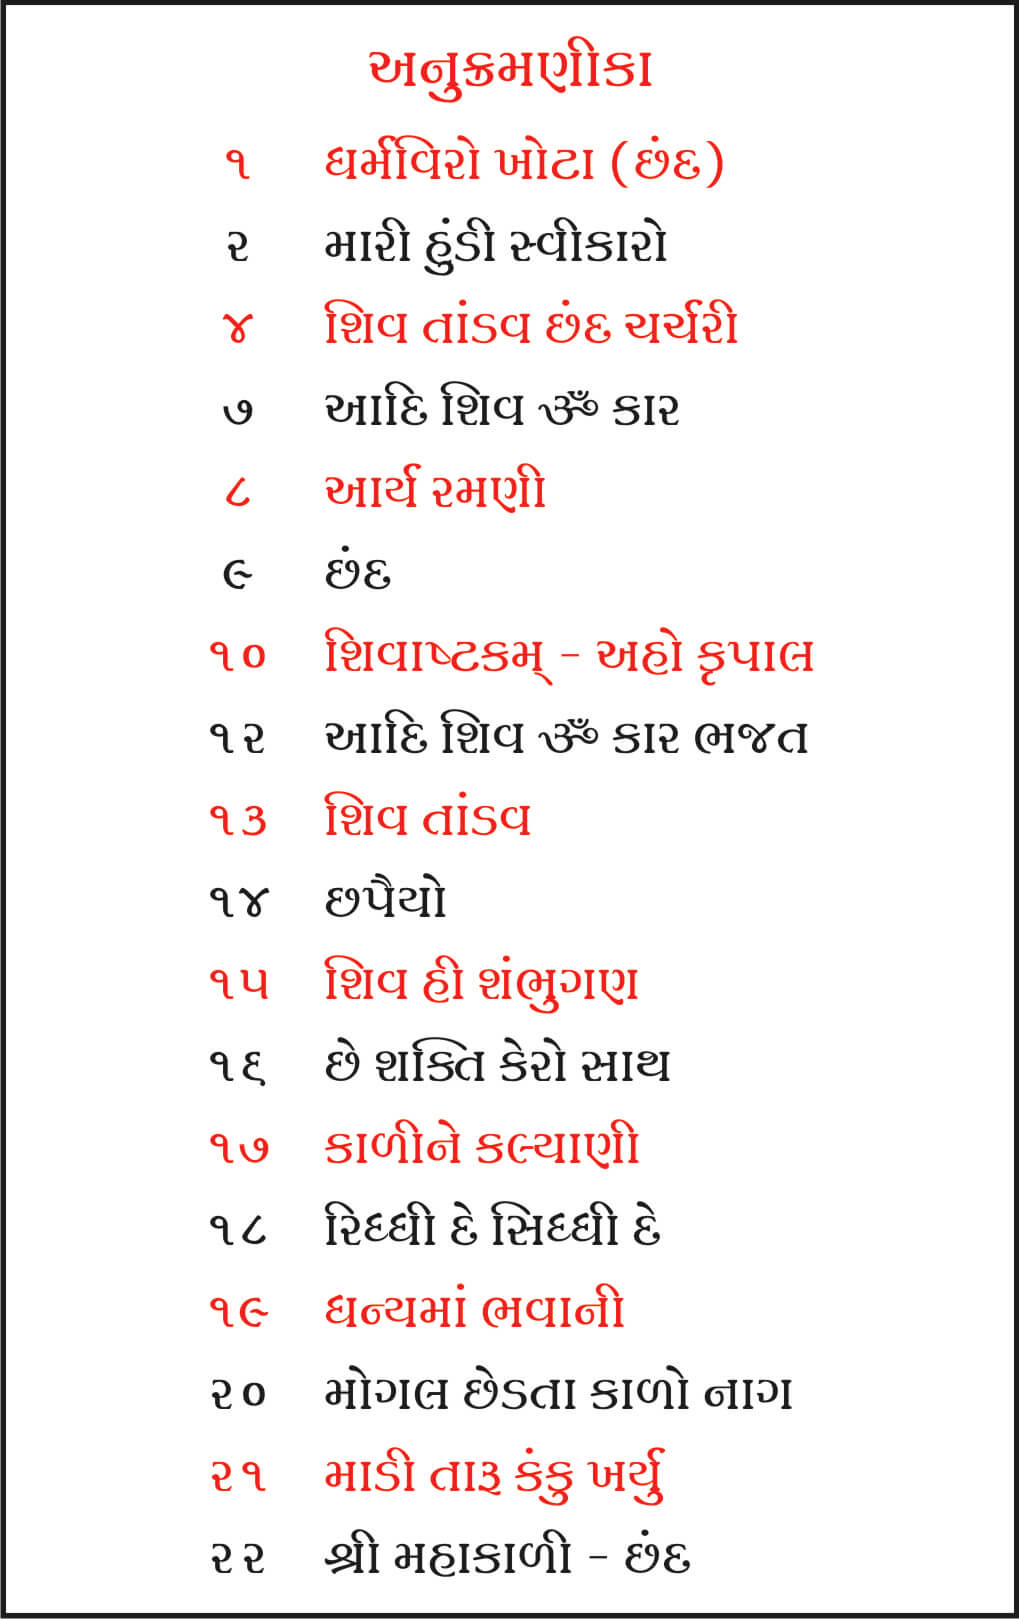 અનુક્રમણીકા
૧ ધર્મવિરો ખોટા (છંદ)
૨ મારી હુંડી સ્વીકારો
૪ શિવ તાંડવ છંદ ચર્ચરી
૭ આદિ શિવ ૐ કાર
૮ આર્ય રમણી
૯ છંદ
૧૦ શિવાષ્ટકમ્ - અહો કૃપાલ
૧૨ આદિ શિવ ૐ કાર ભજત
૧૩ શિવ તાંડવ
૧૪ છપૈયો
૧૫ શિવ હી શંભુગણ
૧૬ છે શક્તિ કેરો સાથ
૧૭ કાળીને કલ્યાણી
૧૮ રિધ્ધી દે સિધ્ધી દે
૧૯ ધન્યમાં ભવાની
૨૦ મોગલ છેડતા કાળો નાગ
૨૧ માડી તારૂ કંકુ ખર્યુ
૨૨ શ્રી મહાકાળી - છંદ